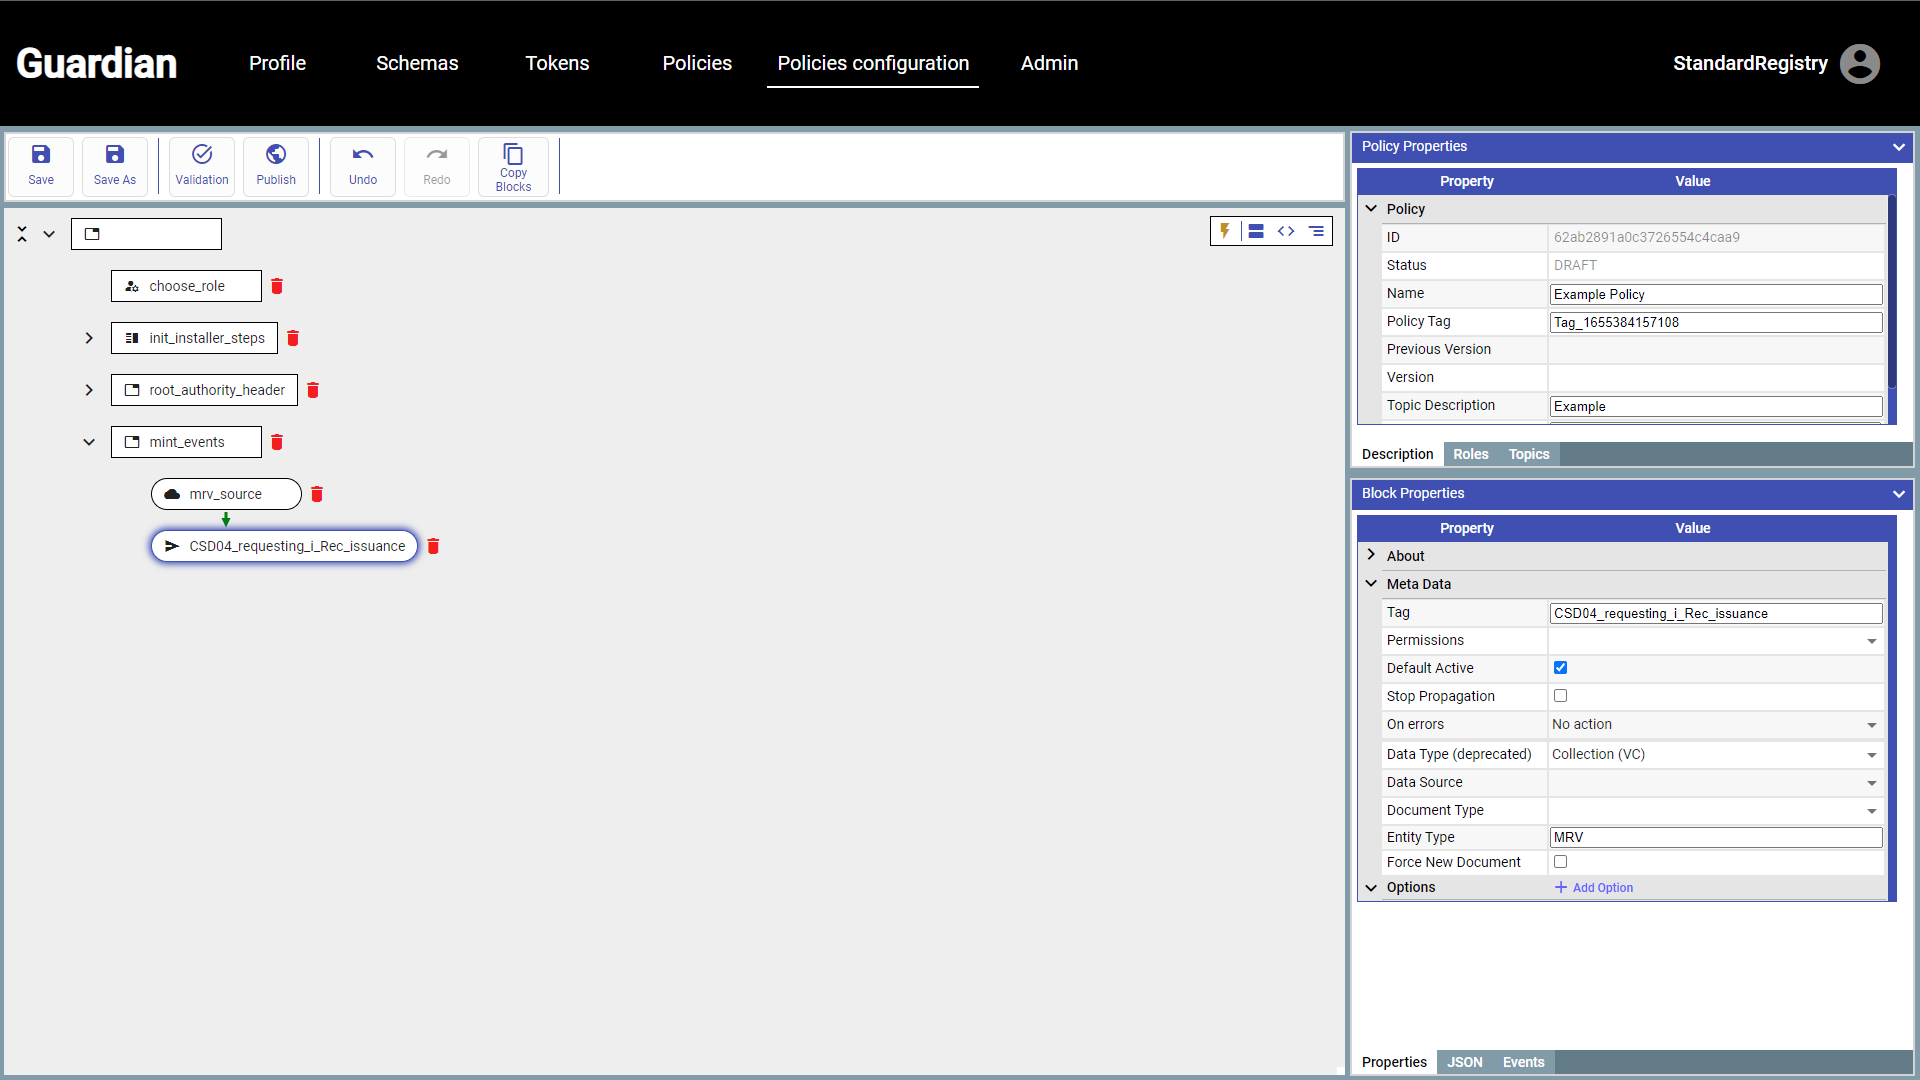 Guardian
Profile
Schemas
Tokens
Policies
Policies configuration
Admin
StandardRegistry
Save
Save As
Validation
Publish
Undo
Redo
Copy
Blocks
choose_role
init_installer_steps
root_authority_header
mint_events
mrv_source
CSD04_requesting_i_Rec_issuance
Policy Properties
Property Value
Policy
ID 62ab2891a0c3726554c4caa9
Status DRAFT
Name Example Policy
Policy Tag Tag_1655384157108
Previous Version
Version
Topic Description Example
Description Roles Topics
Block Properties
Property Value
About
Meta Data
Tag CSD04_requesting_i_Rec_issuance
Permissions
Default Active
Stop Propagation
On errors No action
Data Type (deprecated) Collection (VC)
Data Source
Document Type
Entity Type MRV
Force New Document
Options Add Option
Properties JSON Events